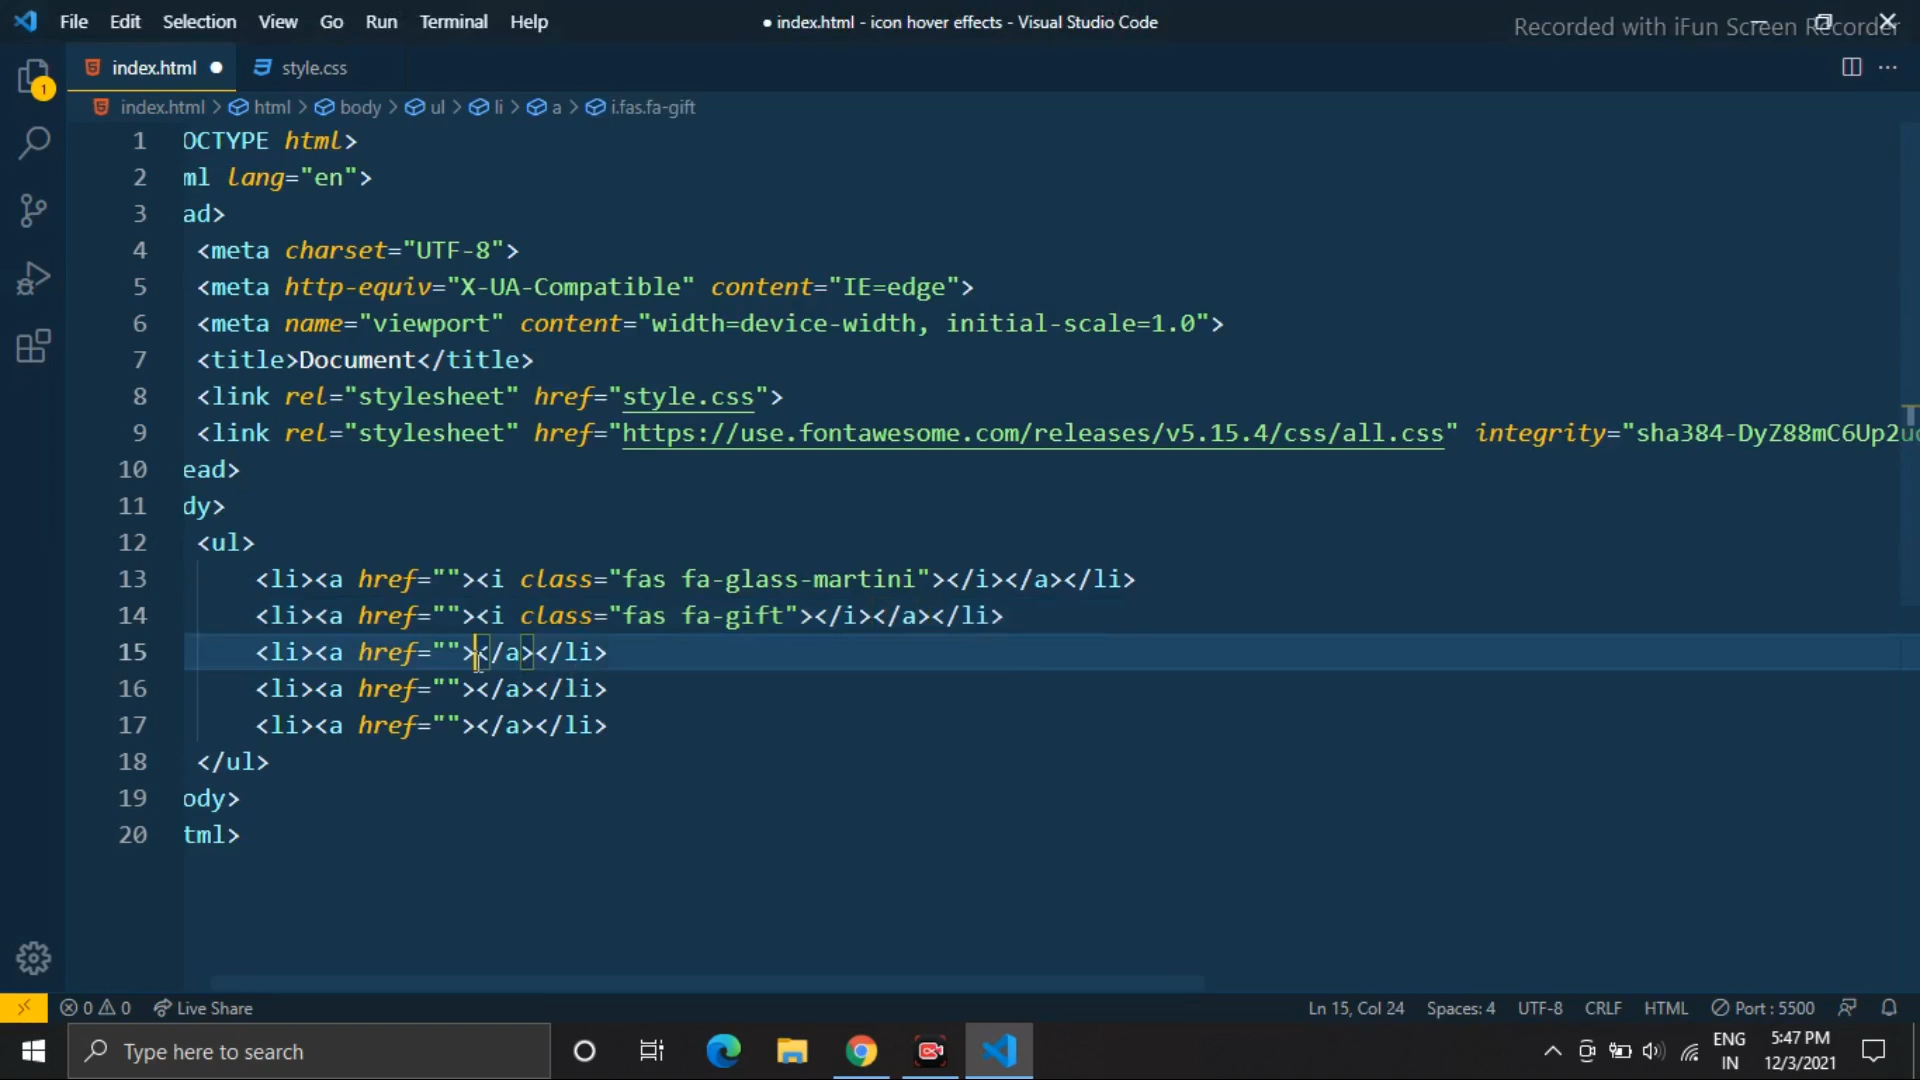 File Edit Selection View Go Run Terminal Help
● index.html - icon hover effects - Visual Studio Code
Recorded with iFun Screen Recorder
index.html ● style.css
1
index.html > html > body > ul > li > a > i.fas.fa-gift
1 OCTYPE html>
2 ml lang="en">
3 ad>
4 <meta charset="UTF-8">
5 <meta http-equiv="X-UA-Compatible" content="IE=edge">
6 <meta name="viewport" content="width=device-width, initial-scale=1.0">
7 <title>Document</title>
8 <link rel="stylesheet" href="style.css">
9 <link rel="stylesheet" href="https://use.fontawesome.com/releases/v5.15.4/css/all.css" integrity="sha384-DyZ88mC6Up2uq
10 ead>
11 dy>
12 <ul>
13 <li><a href=""><i class="fas fa-glass-martini"></i></a></li>
14 <li><a href=""><i class="fas fa-gift"></i></a></li>
15 <li><a href=""></a></li>
16 <li><a href=""></a></li>
17 <li><a href=""></a></li>
18 </ul>
19 ody>
20 tml>
0 0 Live Share
Ln 15, Col 24 Spaces: 4 UTF-8 CRLF HTML Port : 5500
Type here to search
ENG
IN
5:47 PM
12/3/2021